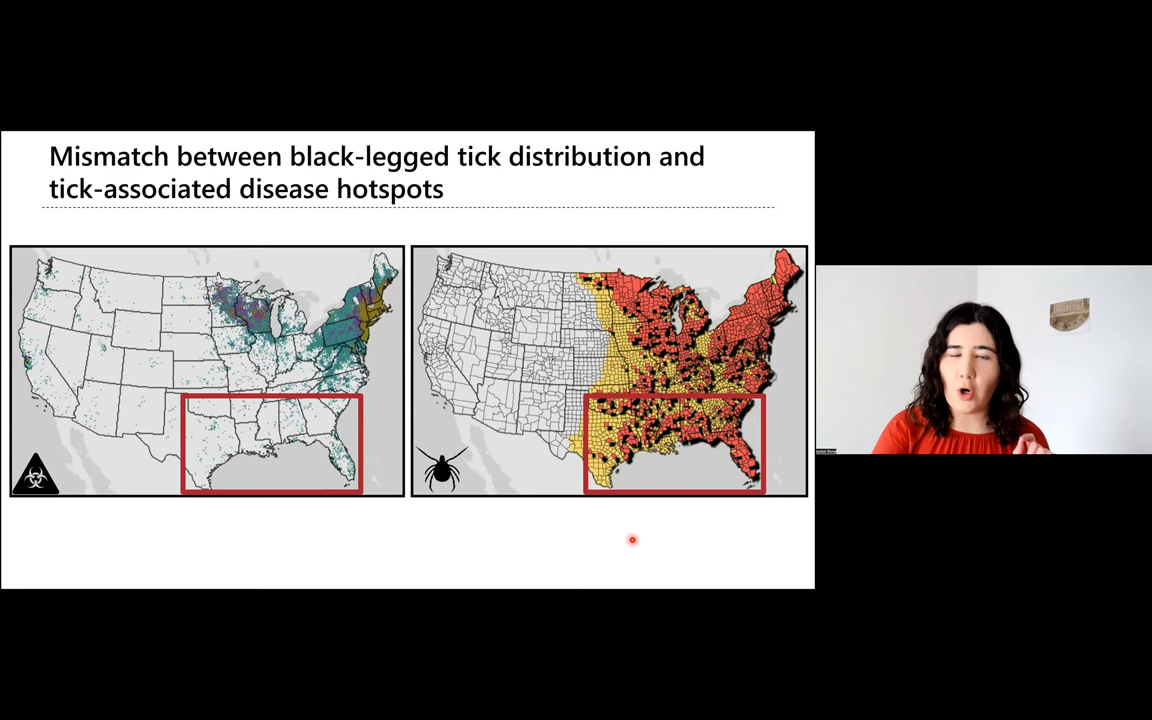 Mismatch between black-legged tick distribution and
tick-associated disease hotspots